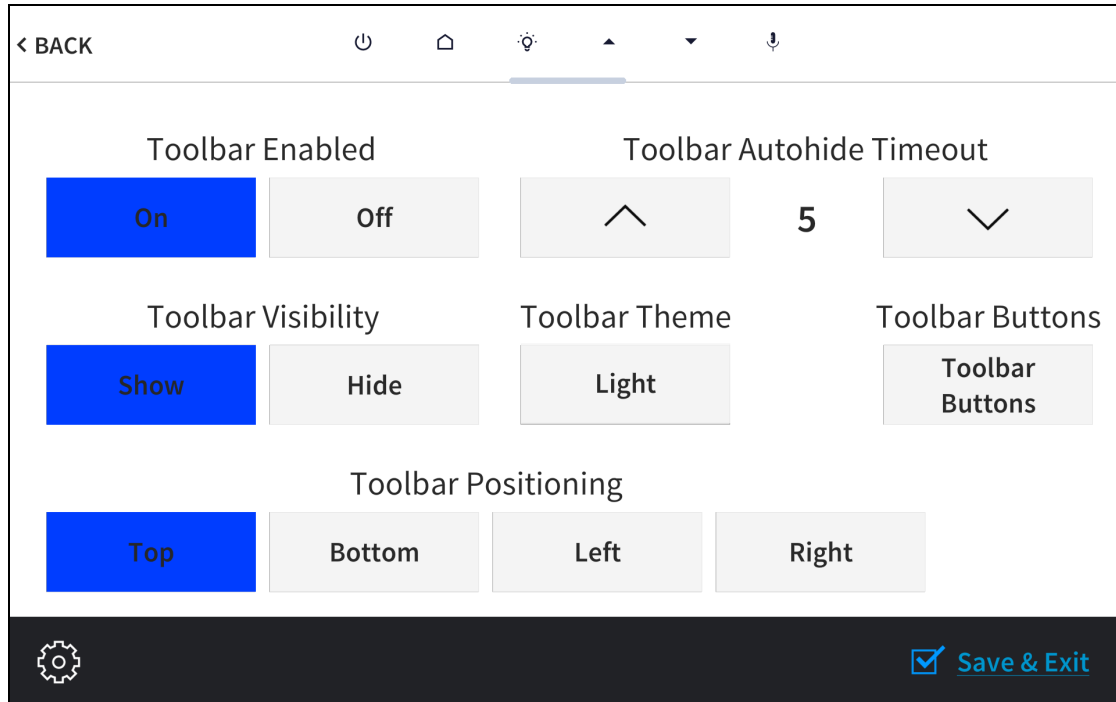 < BACK
Toolbar Enabled
Toolbar Autohide Timeout
On
Off
5
Toolbar Visibility
Toolbar Theme
Toolbar Buttons
Show
Hide
Light
Toolbar
Buttons
Toolbar Positioning
Top
Bottom
Left
Right
Save & Exit